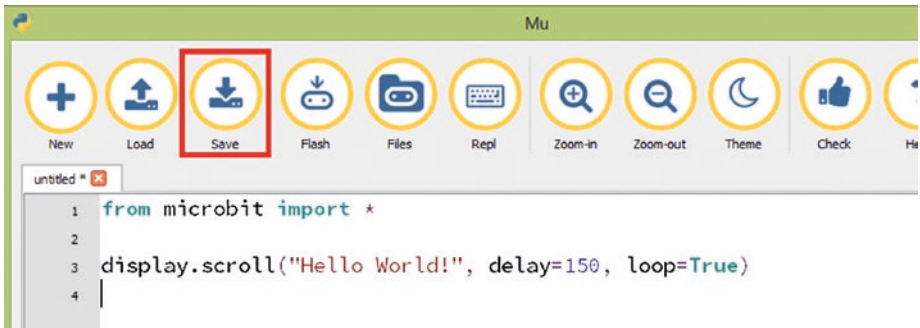 Mu
New Load Save Flash Files Repl Zoom-in Zoom-out Theme Check
untitled *
1 from microbit import *
2
3 display.scroll("Hello World!", delay=150, loop=True)
4